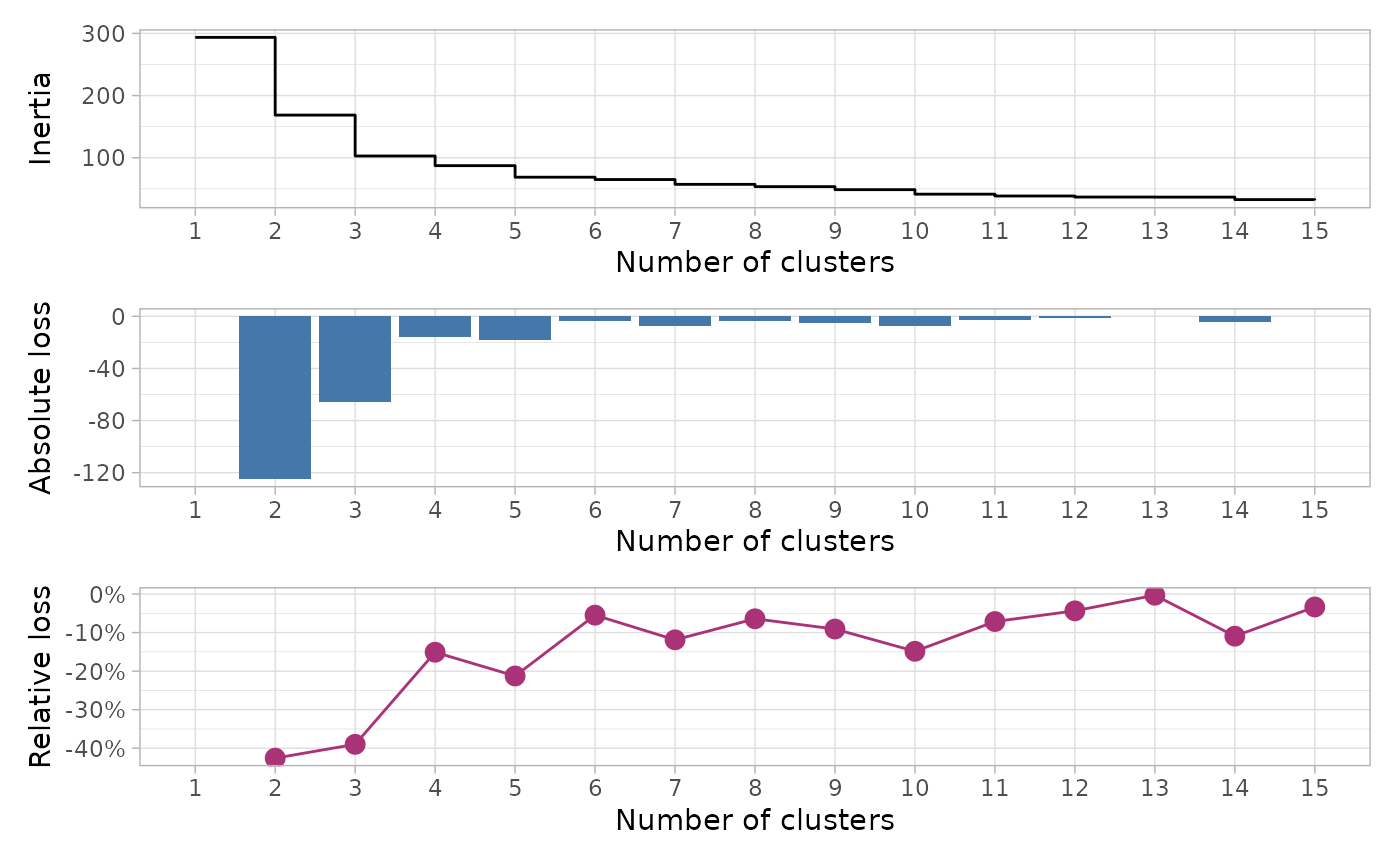 Inertia
300
200
100
1 2 3 4 5 6 7 8 9 10 11 12 13 14 15
Number of clusters
Absolute loss
0
-40
-80
-120
1 2 3 4 5 6 7 8 9 10 11 12 13 14 15
Number of clusters
Relative loss
0%
-10%
-20%
-30%
-40%
1 2 3 4 5 6 7 8 9 10 11 12 13 14 15
Number of clusters